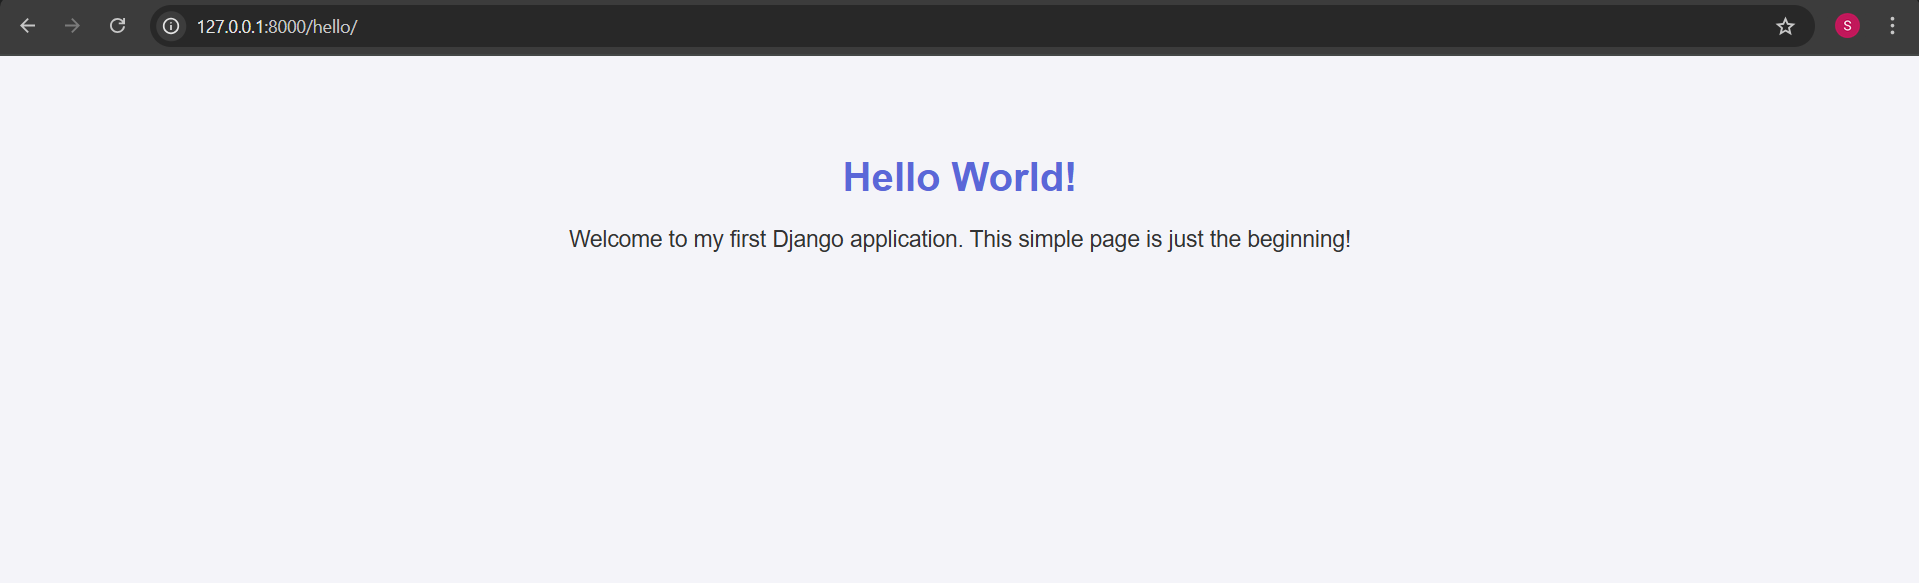 127.0.0.1:8000/hello/
S
Hello World!
Welcome to my first Django application. This simple page is just the beginning!